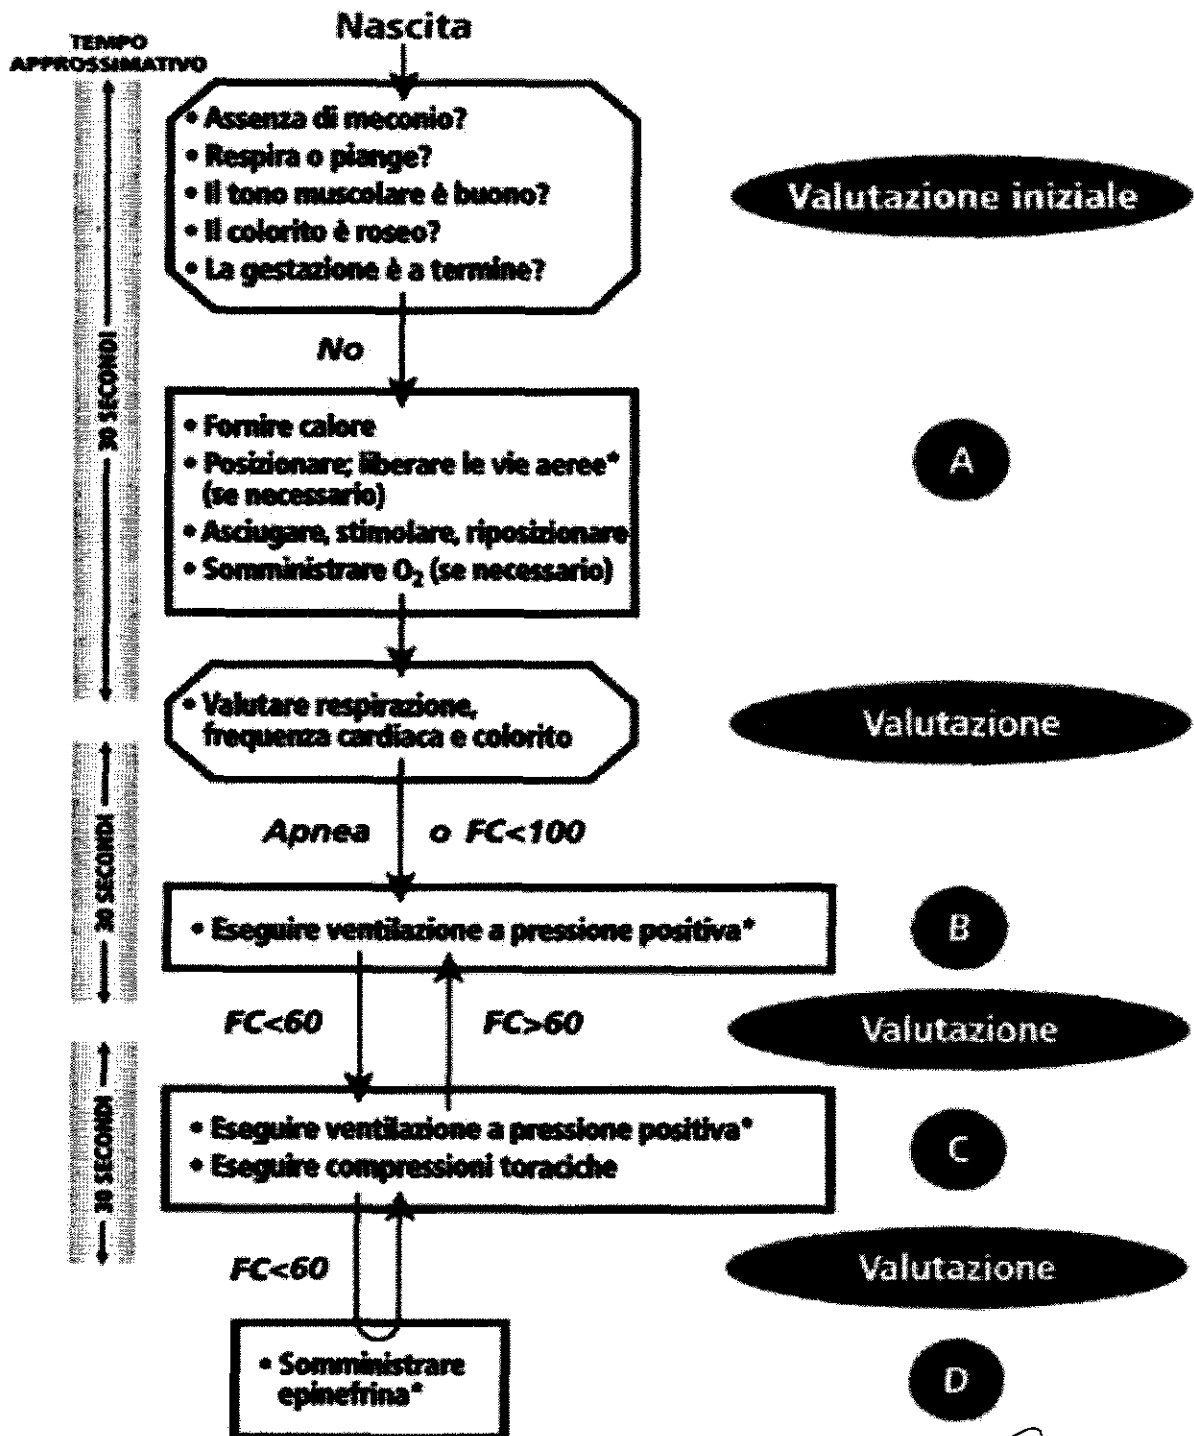 Nascita
TEMPO
APPROSSIMATIVO
• Assenza di meconio?
• Respira o piange?
• Il tono muscolare è buono?
• Il colorito è roseo?
• La gestazione è a termine?
Valutazione iniziale
30 SECONDI
No
• Fornire calore
• Posizionare; liberare le vie aeree*
(se necessario)
• Asciugare, stimolare, riposizionare
• Somministrare O₂ (se necessario)
A
• Valutare respirazione,
frequenza cardiaca e colorito
Valutazione
30 SECONDI
Apnea o FC<100
• Eseguire ventilazione a pressione positiva*
B
FC<60 FC>60
Valutazione
30 SECONDI
• Eseguire ventilazione a pressione positiva*
• Eseguire compressioni toraciche
C
FC<60
Valutazione
• Somministrare
epinefrina*
D